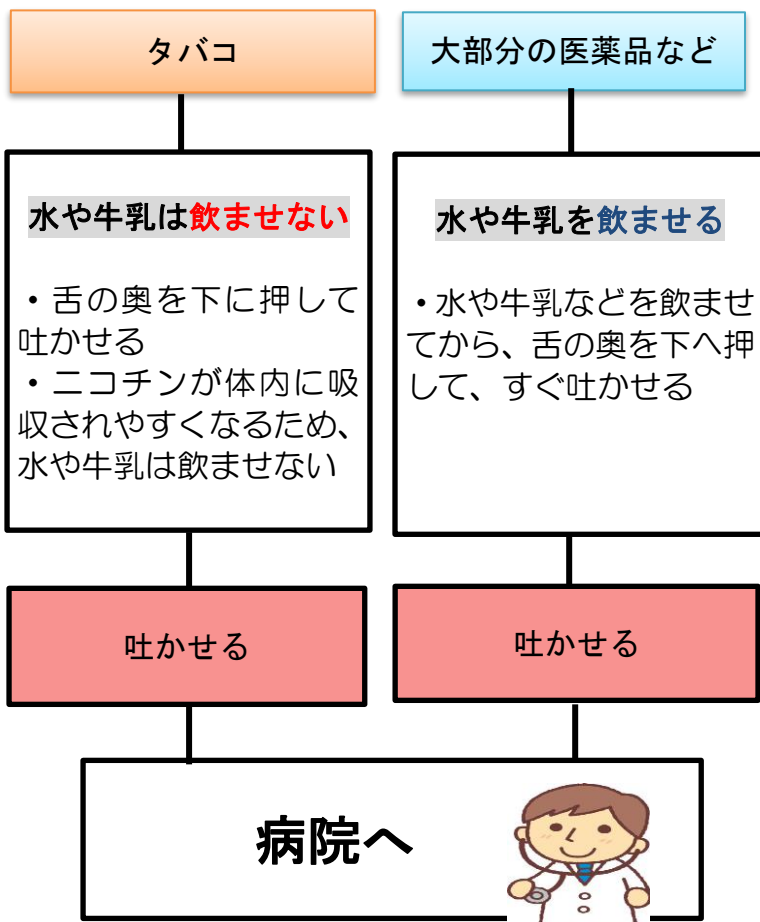 タバコ
水や牛乳は飲ませない
・舌の奥を下に押して
吐かせる
・ニコチンが体内に吸
収されやすくなるため、
水や牛乳は飲ませない
吐かせる
大部分の医薬品など
水や牛乳を飲ませる
・水や牛乳などを飲ませ
てから、舌の奥を下へ押
して、すぐ吐かせる
吐かせる
病院へ